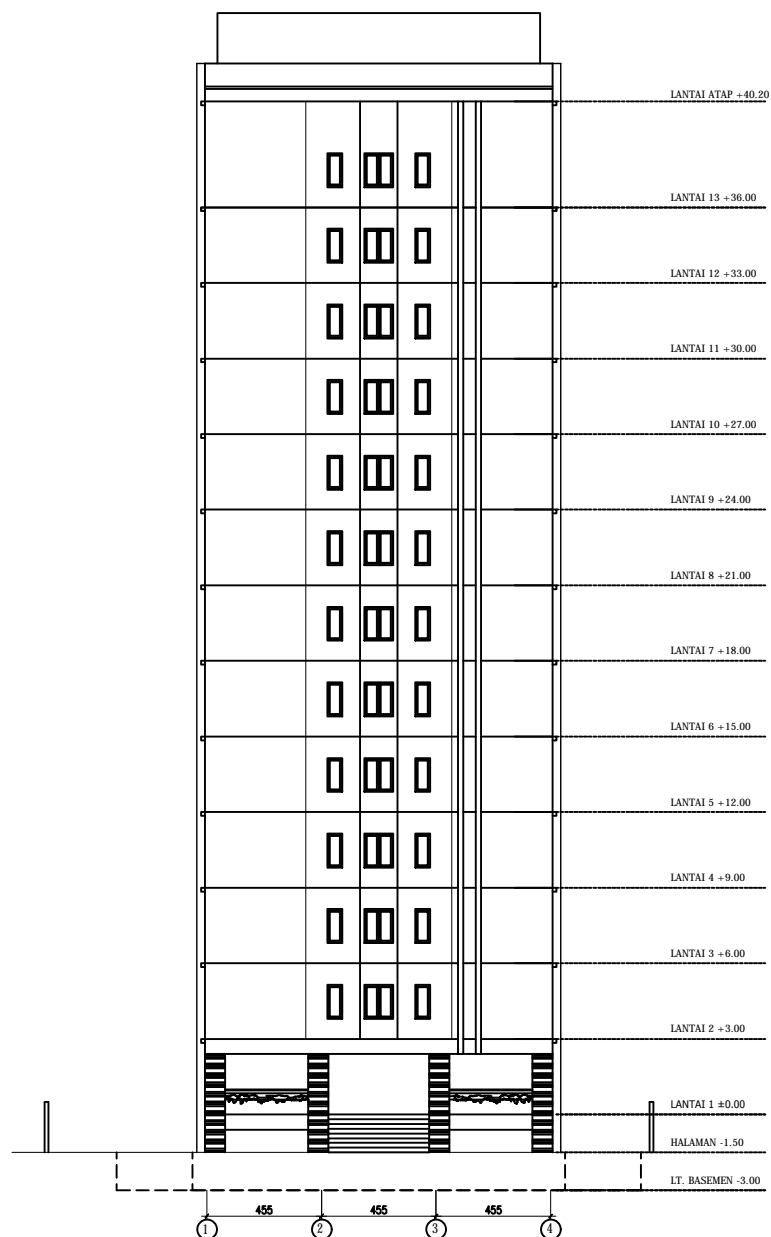 LANTAI ATAP +40.20
LANTAI 13 +36.00
LANTAI 12 +33.00
LANTAI 11 +30.00
LANTAI 10 +27.00
LANTAI 9 +24.00
LANTAI 8 +21.00
LANTAI 7 +18.00
LANTAI 6 +15.00
LANTAI 5 +12.00
LANTAI 4 +9.00
LANTAI 3 +6.00
LANTAI 2 +3.00
LANTAI 1 ±0.00
HALAMAN -1.50
LT. BASEMEN -3.00
455 455 455
1 2 3 4